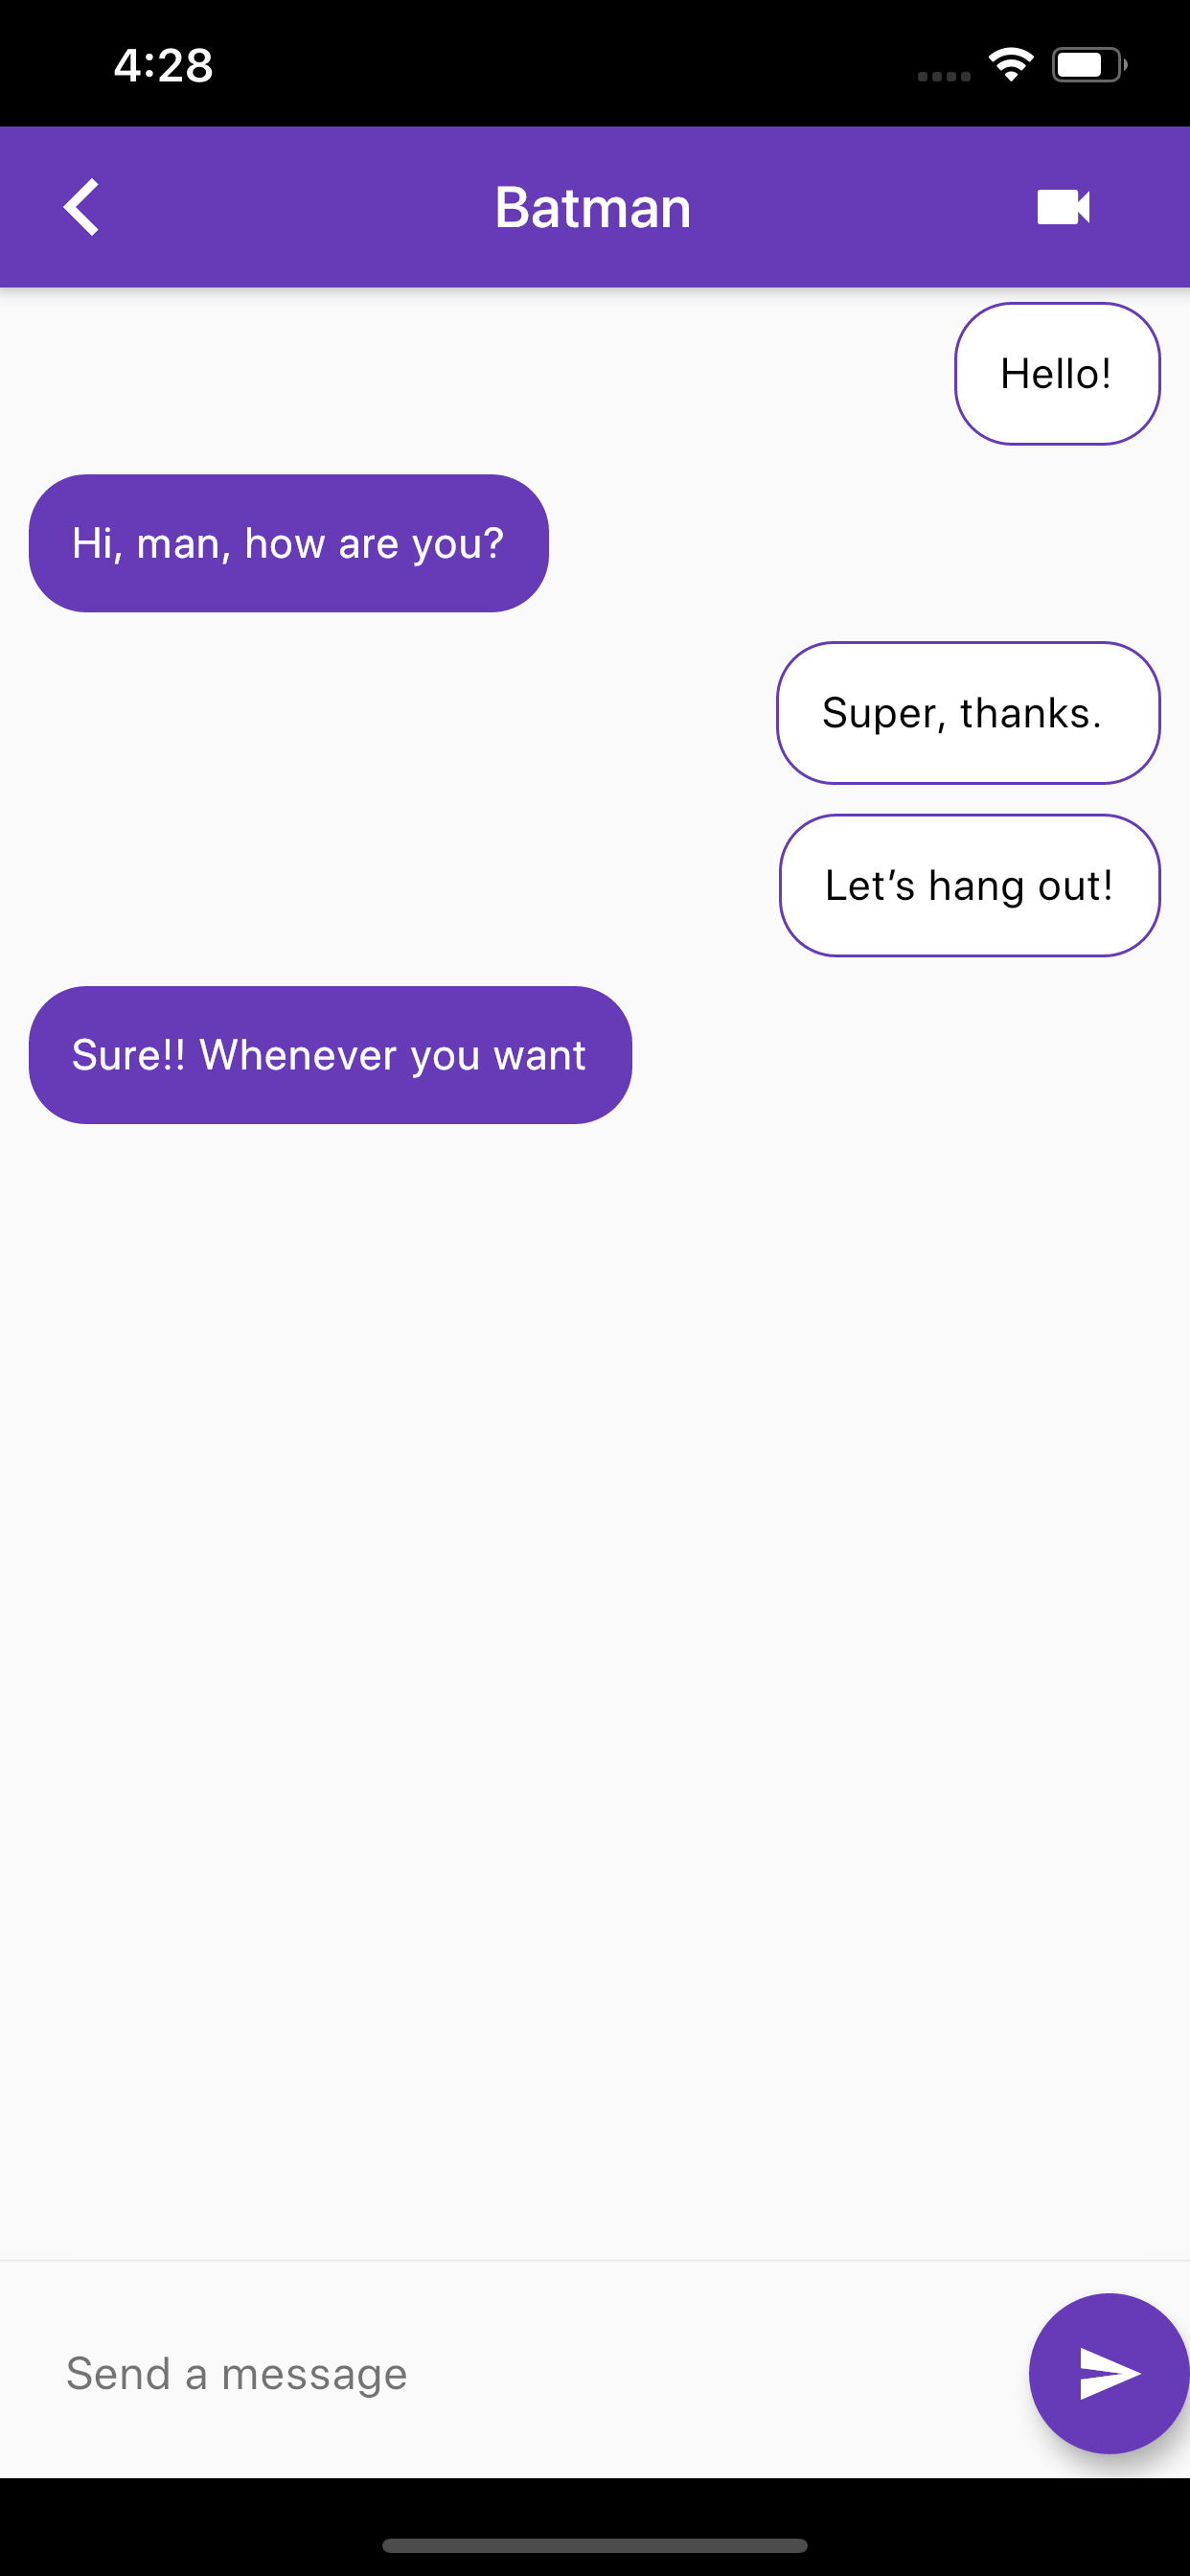 4:28
Batman
Hello!
Hi, man, how are you?
Super, thanks.
Let’s hang out!
Sure!! Whenever you want
Send a message